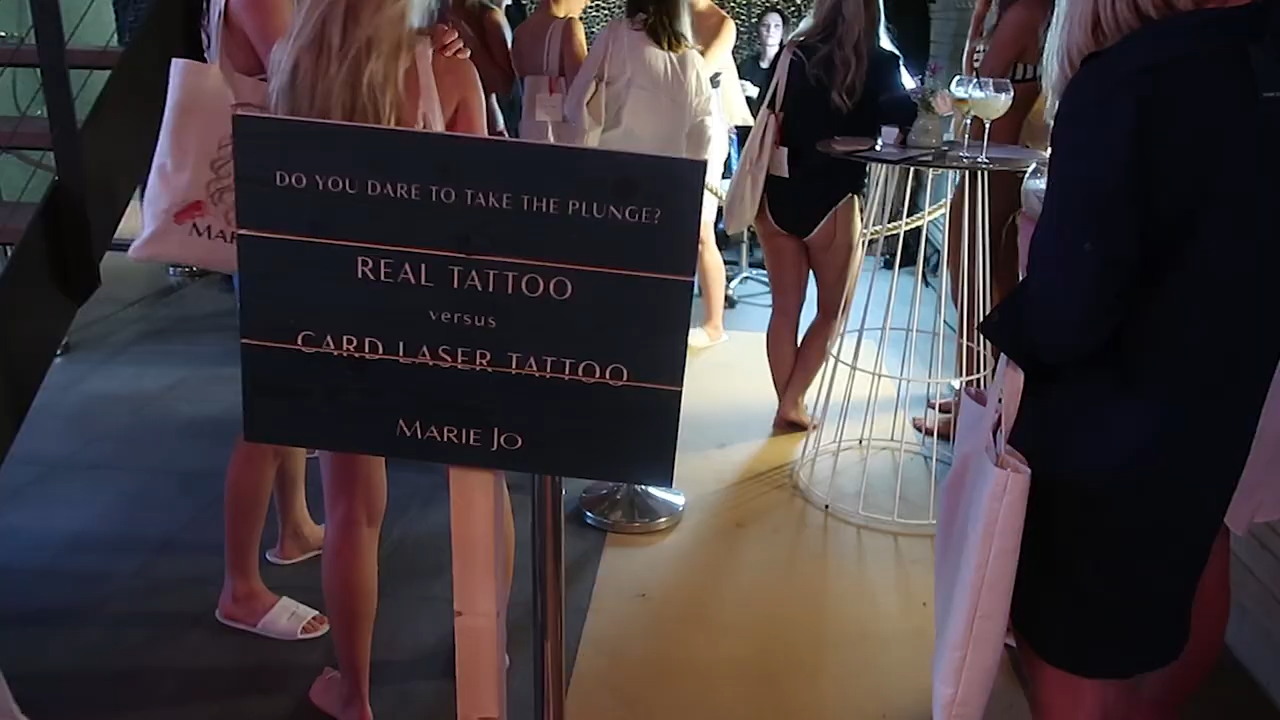 DO YOU DARE TO TAKE THE PLUNGE?
REAL TATTOO
versus
CARD LASER TATTOO
MARIE JO